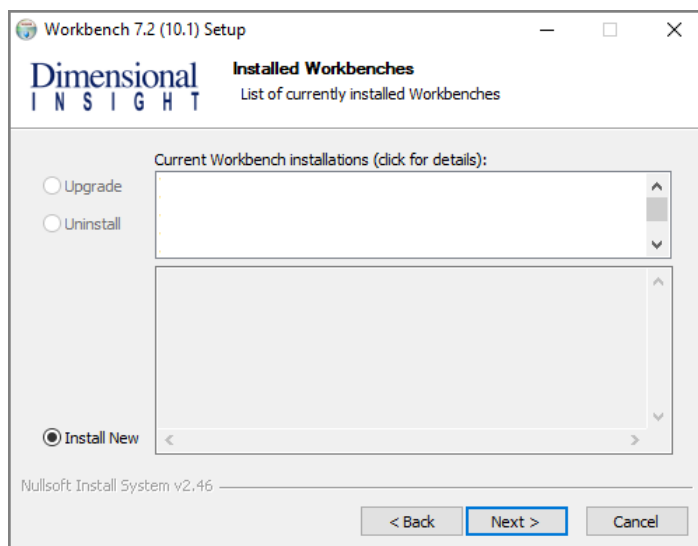 Workbench 7.2 (10.1) Setup
Dimensional
INSIGHT
Installed Workbenches
List of currently installed Workbenches
Current Workbench installations (click for details):
Upgrade
Uninstall
Install New
Nullsoft Install System v2.46
< Back
Next >
Cancel